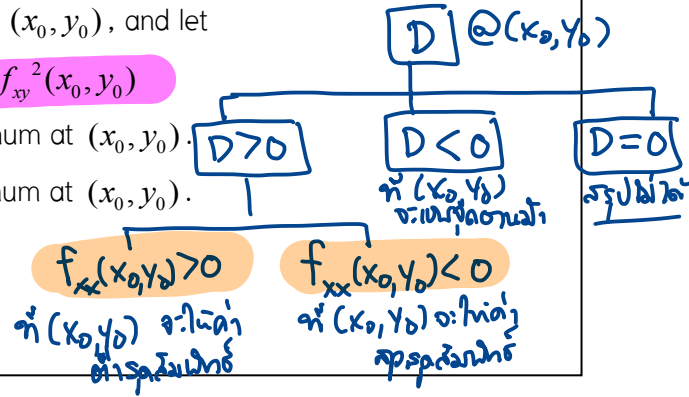 (x₀, y₀), and let
f_xy²(x₀, y₀)
num at (x₀, y₀).
num at (x₀, y₀).
D @(x₀, y₀)
D>0 D<0 D=0
ที่ (x₀, y₀) สรุปไม่ได้
จะเป็นจุดอานม้า
f_xx(x₀, y₀)>0 f_xx(x₀, y₀)<0
ที่ (x₀, y₀) จะให้ค่า ที่ (x₀, y₀) จะให้ค่า
ต่ำสุดสัมพัทธ์ สูงสุดสัมพัทธ์